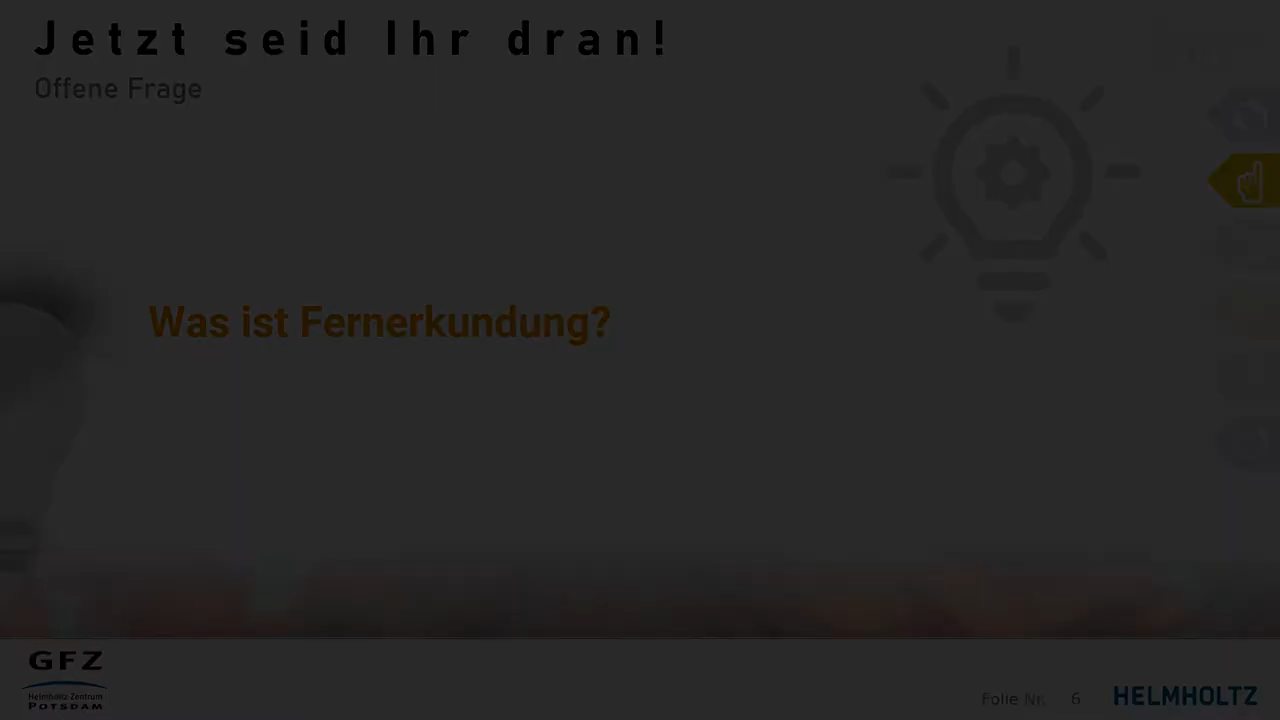 Jetzt seid Ihr dran!
Offene Frage
Was ist Fernerkundung?
GFZ
Helmholtz Zentrum
POTSDAM
Folie Nr. 6
HELMHOLTZ